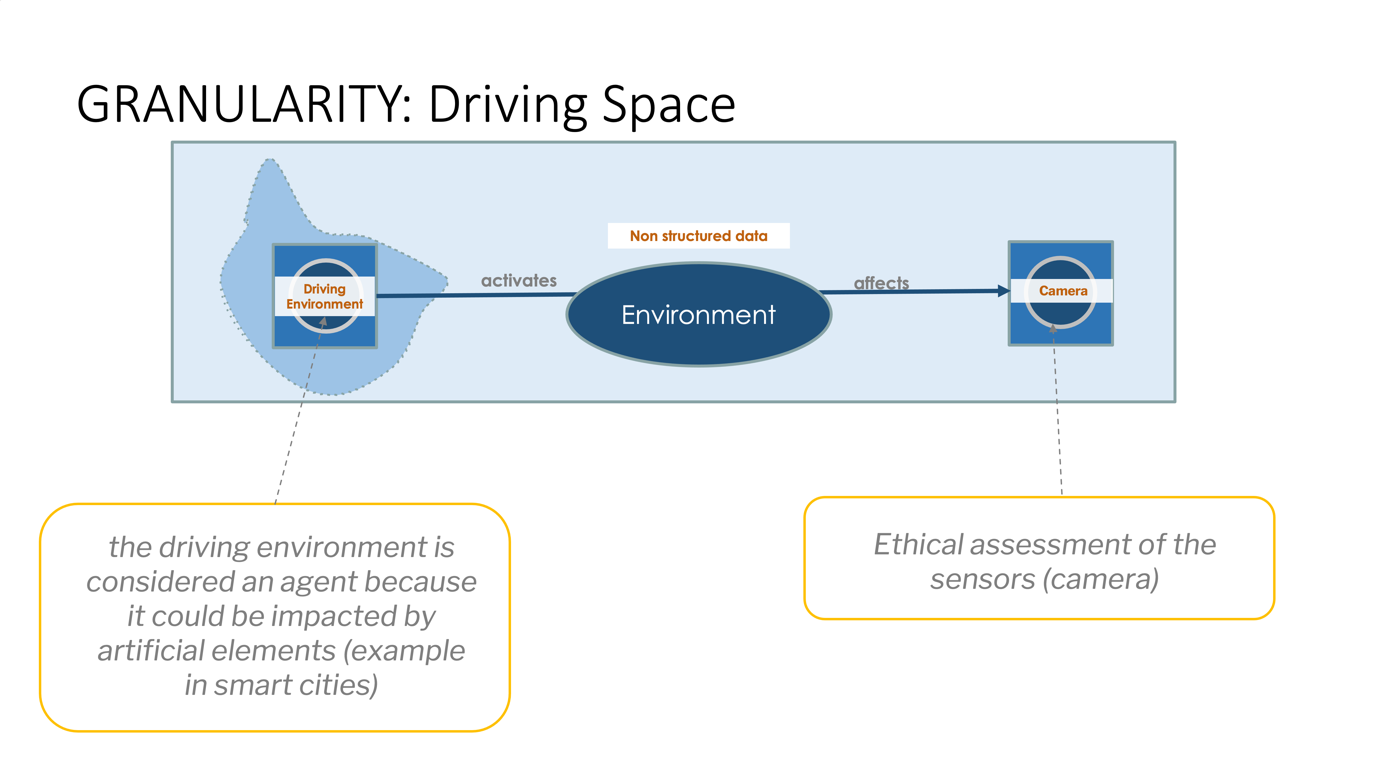 GRANULARITY: Driving Space
Non structured data
activates
affects
Driving
Environment
Environment
Camera
the driving environment is
considered an agent because
it could be impacted by
artificial elements (example
in smart cities)
Ethical assessment of the
sensors (camera)